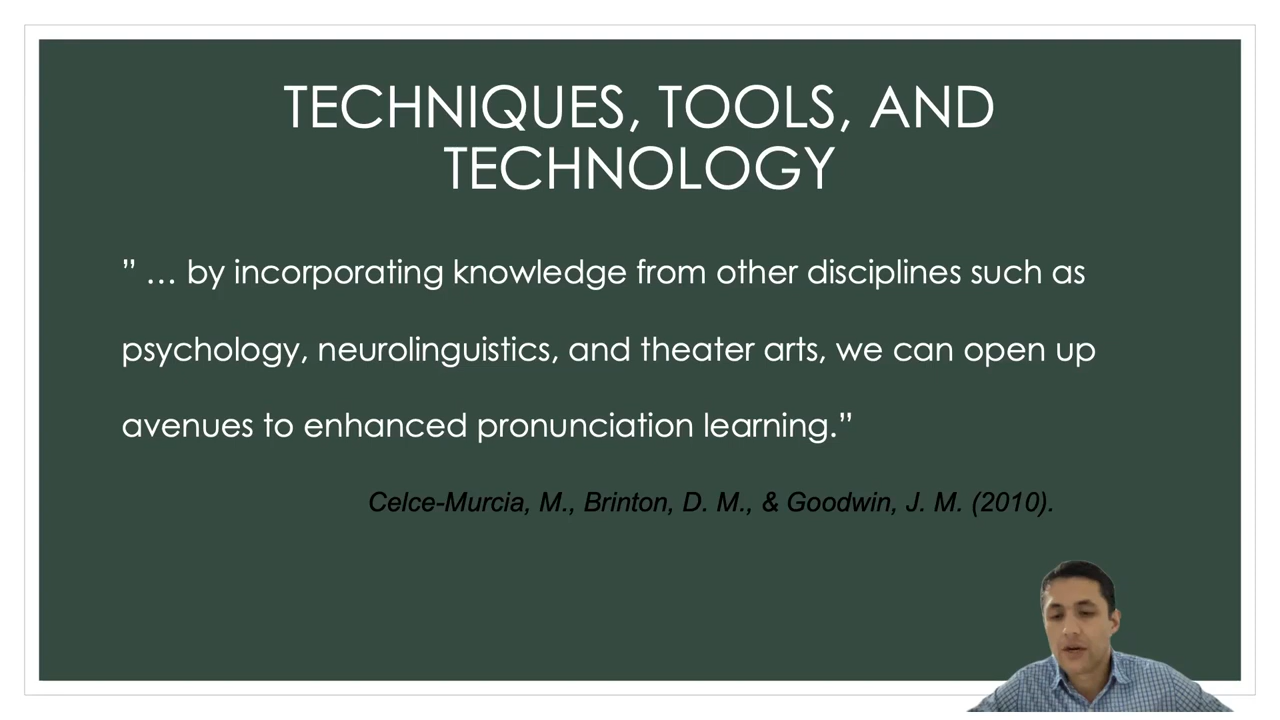 TECHNIQUES, TOOLS, AND
TECHNOLOGY
” … by incorporating knowledge from other disciplines such as
psychology, neurolinguistics, and theater arts, we can open up
avenues to enhanced pronunciation learning.”
Celce-Murcia, M., Brinton, D. M., & Goodwin, J. M. (2010).